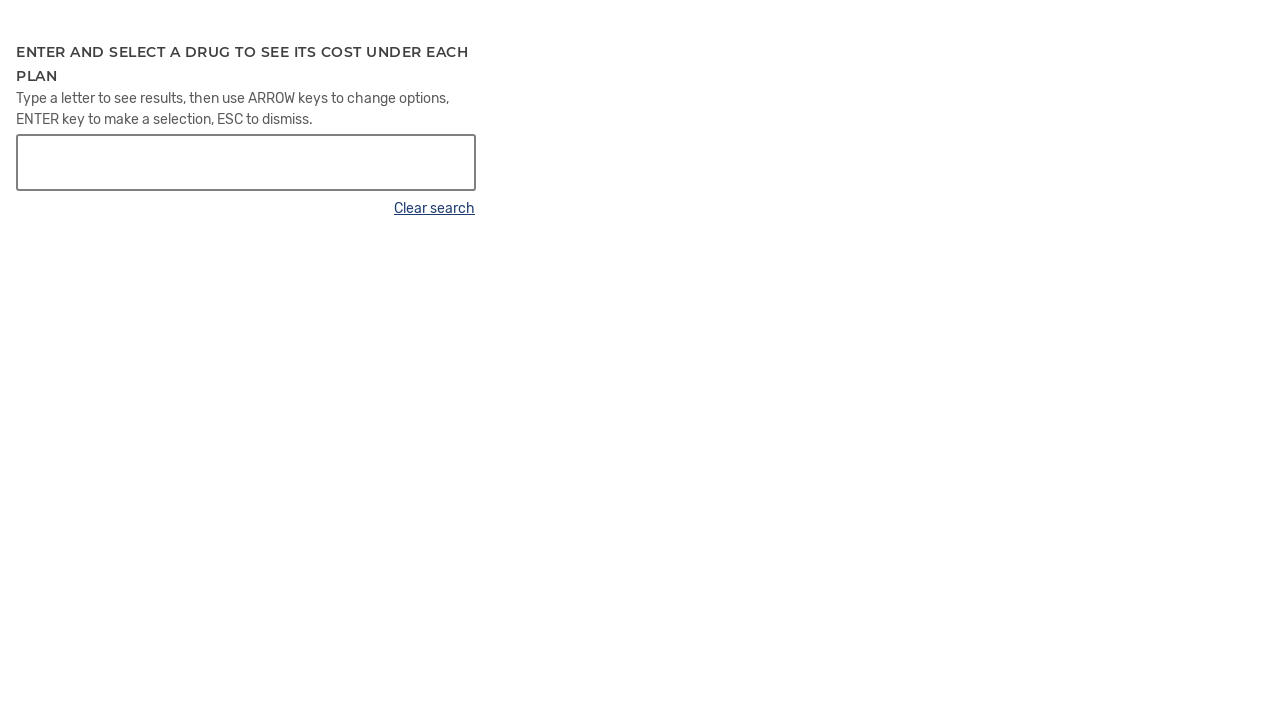 ENTER AND SELECT A DRUG TO SEE ITS COST UNDER EACH
PLAN
Type a letter to see results, then use ARROW keys to change options,
ENTER key to make a selection, ESC to dismiss.
Clear search